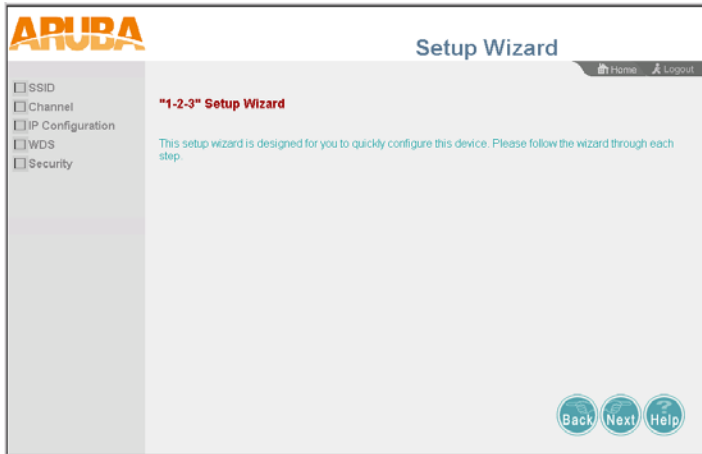 ARUBA
Setup Wizard
Home Logout
SSID
Channel
IP Configuration
WDS
Security
"1-2-3" Setup Wizard
This setup wizard is designed for you to quickly configure this device. Please follow the wizard through each
step.
Back Next Help